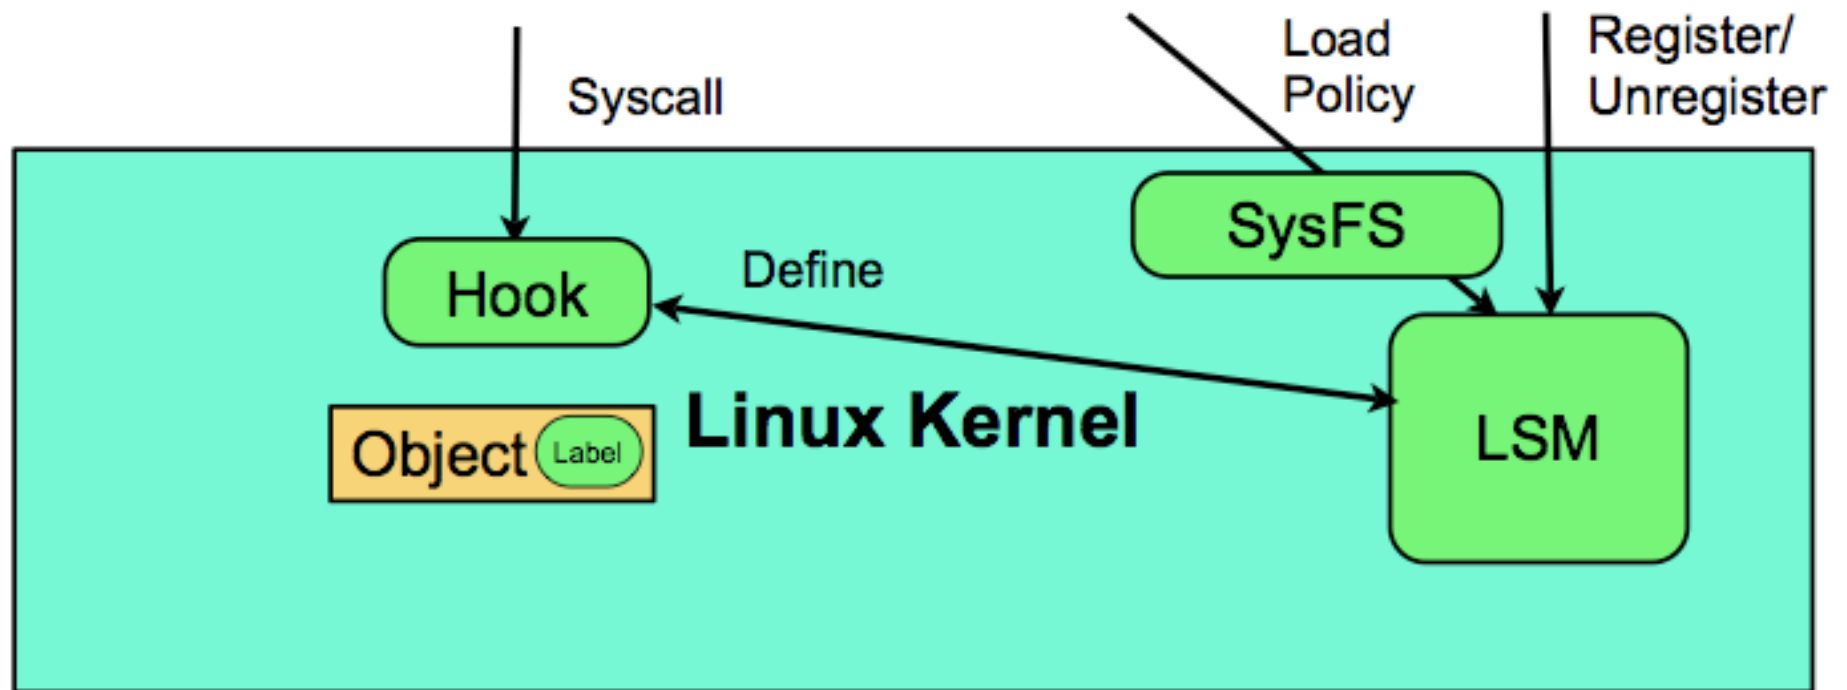 Syscall
Load
Policy
Register/
Unregister
SysFS
Hook
Define
Linux Kernel
LSM
Object
Label